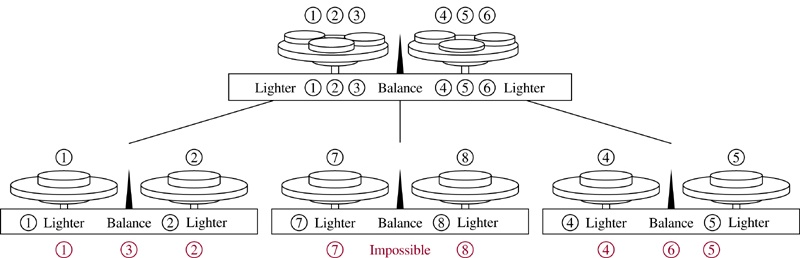 ① ② ③ ④ ⑤ ⑥
Lighter ① ② ③ Balance ④ ⑤ ⑥ Lighter
① ② ⑦ ⑧ ④ ⑤
① Lighter Balance ② Lighter ⑦ Lighter Balance ⑧ Lighter ④ Lighter Balance ⑤ Lighter
① ③ ② ⑦ Impossible ⑧ ④ ⑥ ⑤